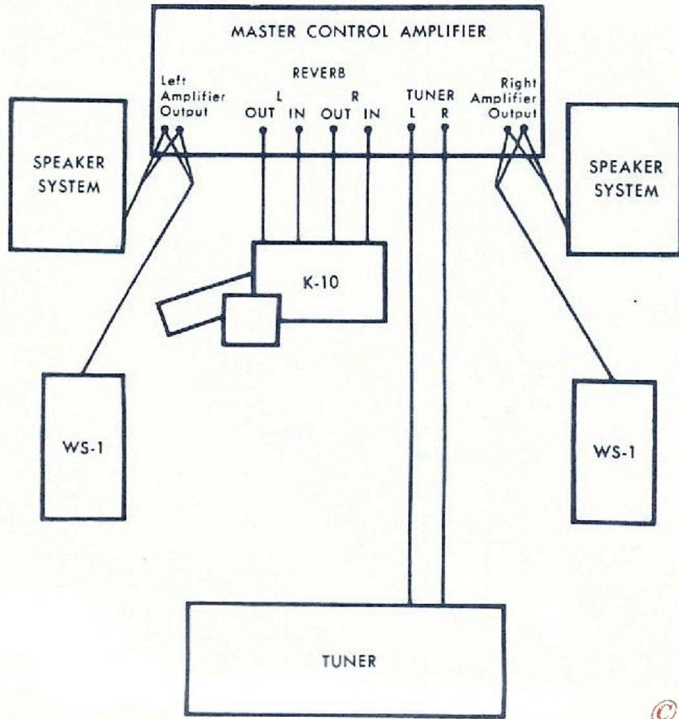 MASTER CONTROL AMPLIFIER
REVERB
Left Amplifier Output
L
R
OUT IN OUT IN
TUNER
L R
Right Amplifier Output
SPEAKER SYSTEM
SPEAKER SYSTEM
K-10
WS-1
WS-1
TUNER
©